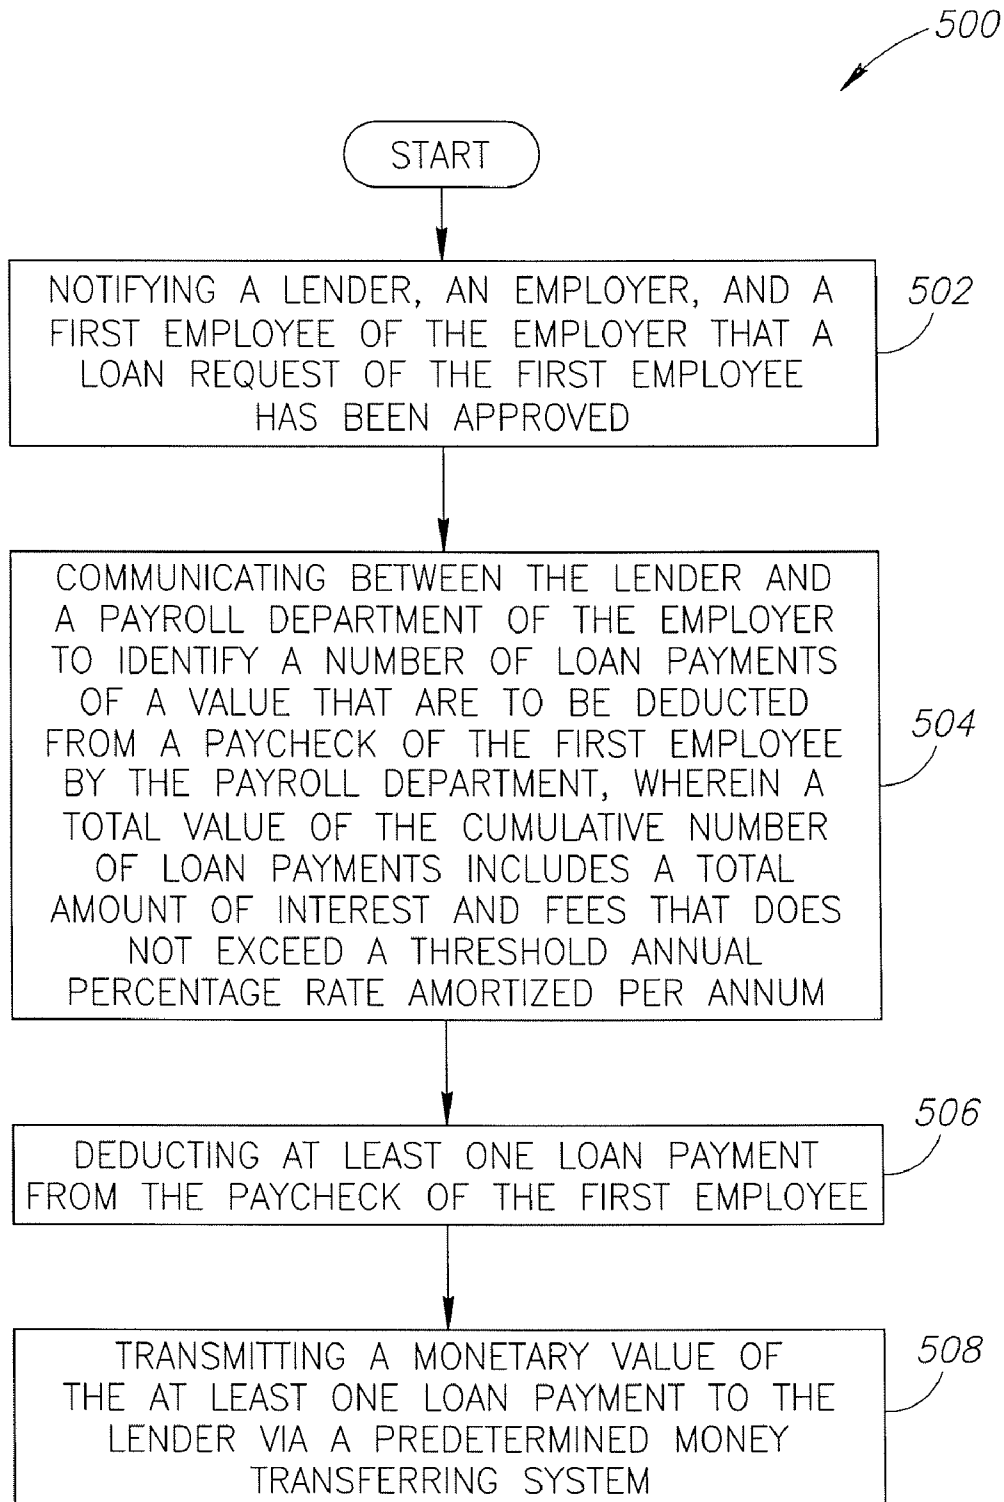 500
START
NOTIFYING A LENDER, AN EMPLOYER, AND A
FIRST EMPLOYEE OF THE EMPLOYER THAT A
LOAN REQUEST OF THE FIRST EMPLOYEE
HAS BEEN APPROVED
502
COMMUNICATING BETWEEN THE LENDER AND
A PAYROLL DEPARTMENT OF THE EMPLOYER
TO IDENTIFY A NUMBER OF LOAN PAYMENTS
OF A VALUE THAT ARE TO BE DEDUCTED
FROM A PAYCHECK OF THE FIRST EMPLOYEE
BY THE PAYROLL DEPARTMENT, WHEREIN A
TOTAL VALUE OF THE CUMULATIVE NUMBER
OF LOAN PAYMENTS INCLUDES A TOTAL
AMOUNT OF INTEREST AND FEES THAT DOES
NOT EXCEED A THRESHOLD ANNUAL
PERCENTAGE RATE AMORTIZED PER ANNUM
504
DEDUCTING AT LEAST ONE LOAN PAYMENT
FROM THE PAYCHECK OF THE FIRST EMPLOYEE
506
TRANSMITTING A MONETARY VALUE OF
THE AT LEAST ONE LOAN PAYMENT TO THE
LENDER VIA A PREDETERMINED MONEY
TRANSFERRING SYSTEM
508